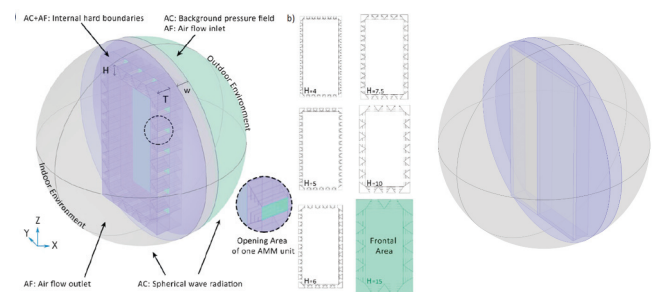 AC+AF: Internal hard boundaries
AC: Background pressure field
AF: Air flow inlet
b)
H
T
w
Outdoor Environment
Indoor Environment
Z
Y
X
Opening Area
of one AMM unit
AF: Air flow outlet
AC: Spherical wave radiation
H=4
H=7.5
H=5
H=10
H=6
Frontal
Area
H=15